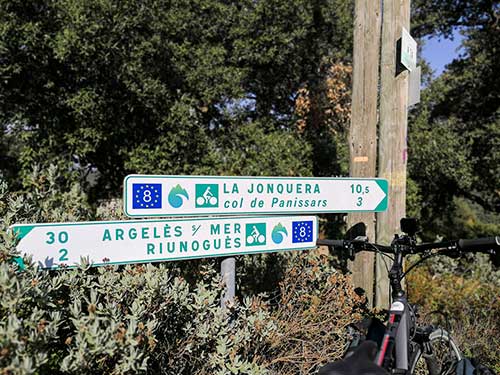 8 LA JONQUERA 10,5
col de Panissars 3
30 ARGELÈS s/ MER 8
2 RIUNOGUÈS